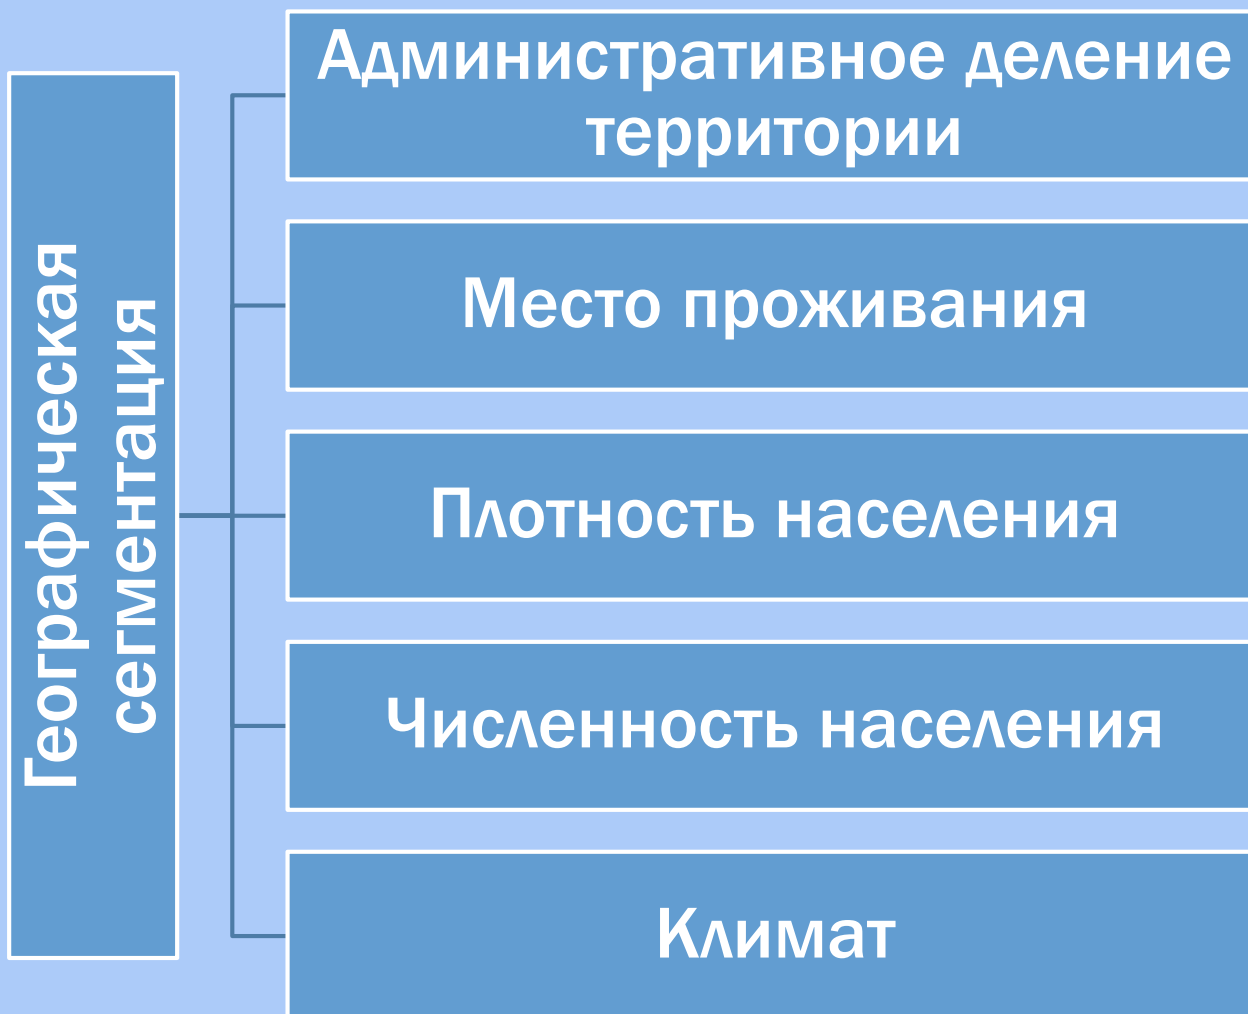 Географическая
сегментация
Административное деление
территории
Место проживания
Плотность населения
Численность населения
Климат